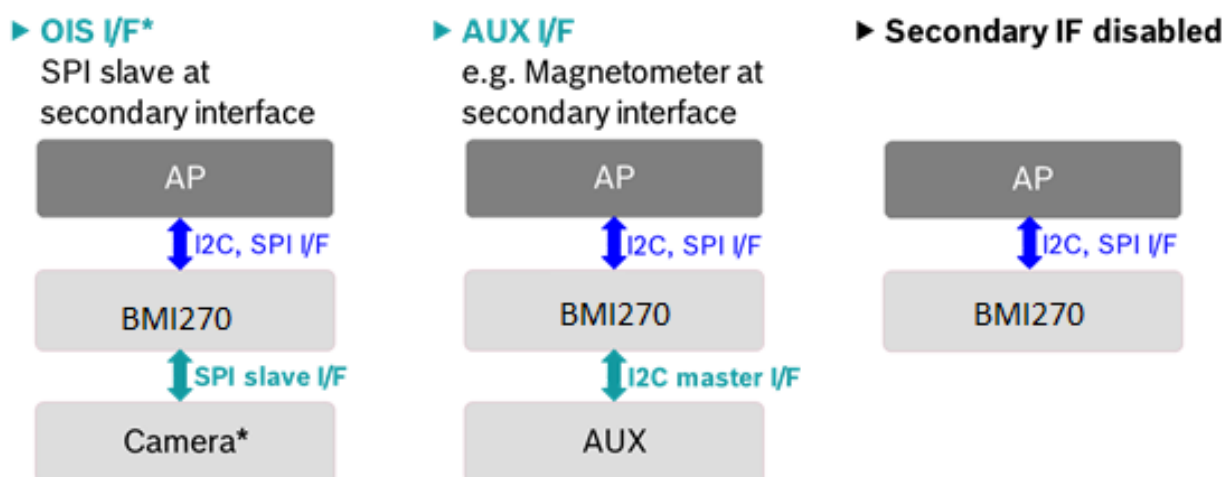 ► OIS I/F*
SPI slave at
secondary interface
AP
I2C, SPI I/F
BMI270
SPI slave I/F
Camera*
► AUX I/F
e.g. Magnetometer at
secondary interface
AP
I2C, SPI I/F
BMI270
I2C master I/F
AUX
► Secondary IF disabled
AP
I2C, SPI I/F
BMI270